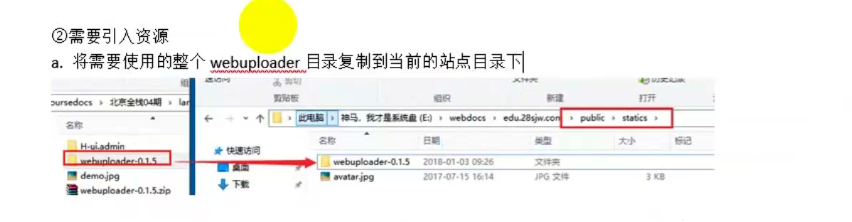 ②需要引入资源
a. 将需要使用的整个 webuploader 目录复制到当前的站点目录下
剪贴板 组织 新建 打开
oursedocs › 北京全栈04期 › lar
此电脑 › 神马,我才是系统盘 (E:) › webdocs › edu.28sjw.com › public › statics ›
名称
名称 日期 类型 大小 标记
H-ui.admin
快速访问
webuploader-0.1.5
webuploader-0.1.5 2018-01-03 09:26 文件夹
桌面
demo.jpg
avatar.jpg 2017-07-15 16:14 JPG 文件 3 KB
下载
webuploader-0.1.5.zip